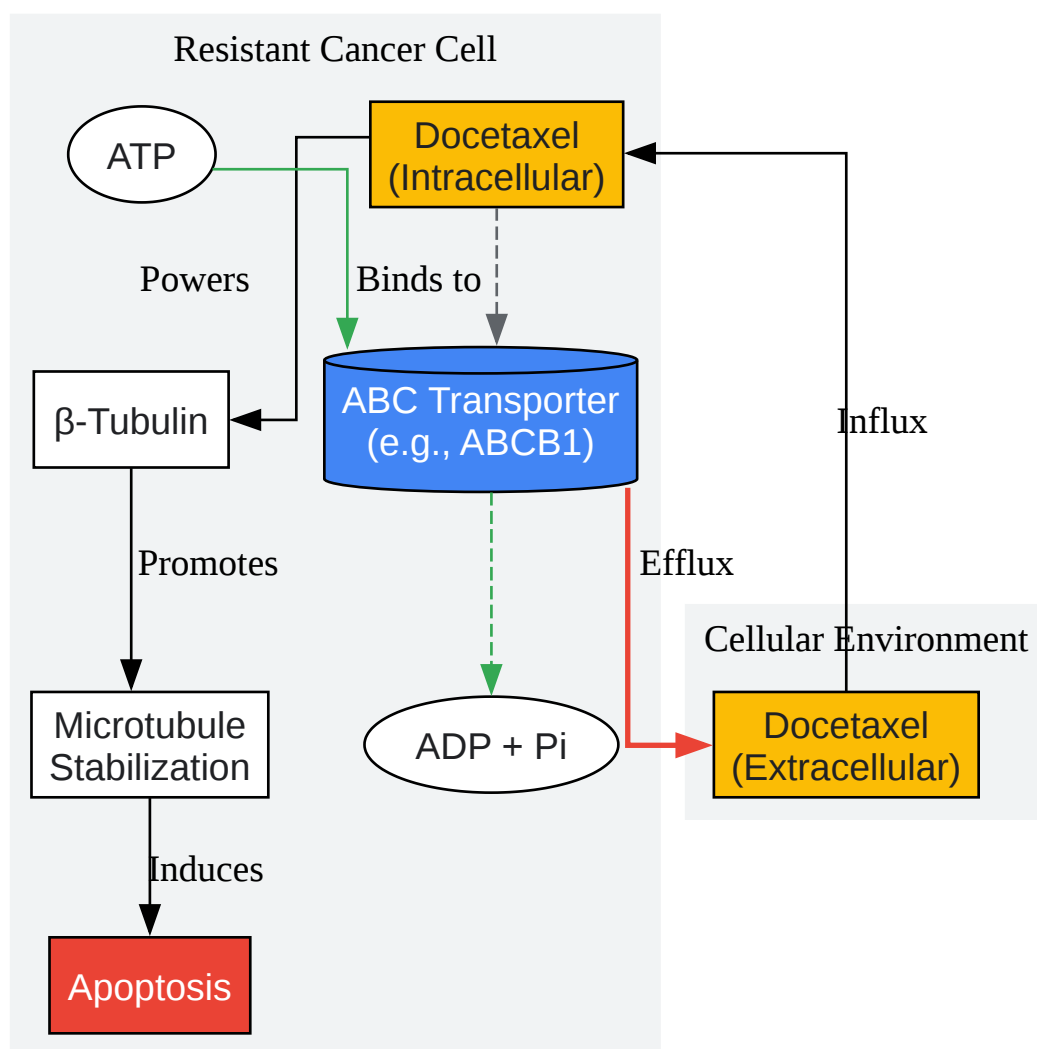 Resistant Cancer Cell
ATP
Docetaxel
(Intracellular)
Powers
Binds to
ABC Transporter
(e.g., ABCB1)
β-Tubulin
Influx
Promotes
Efflux
Cellular Environment
Microtubule
Stabilization
ADP + Pi
Docetaxel
(Extracellular)
Induces
Apoptosis